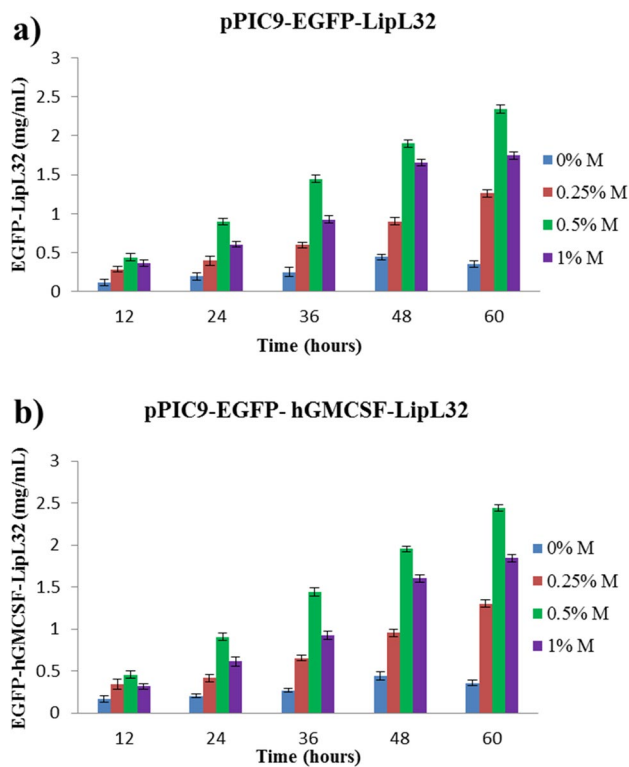 a)
pPIC9-EGFP-LipL32
EGFP-LipL32 (mg/mL)
3
2.5
2
1.5
1
0.5
0
12 24 36 48 60
Time (hours)
0% M
0.25% M
0.5% M
1% M
b)
pPIC9-EGFP- hGMCSF-LipL32
EGFP-hGMCSF-LipL32 (mg/mL)
3
2.5
2
1.5
1
0.5
0
12 24 36 48 60
Time (hours)
0% M
0.25% M
0.5% M
1% M